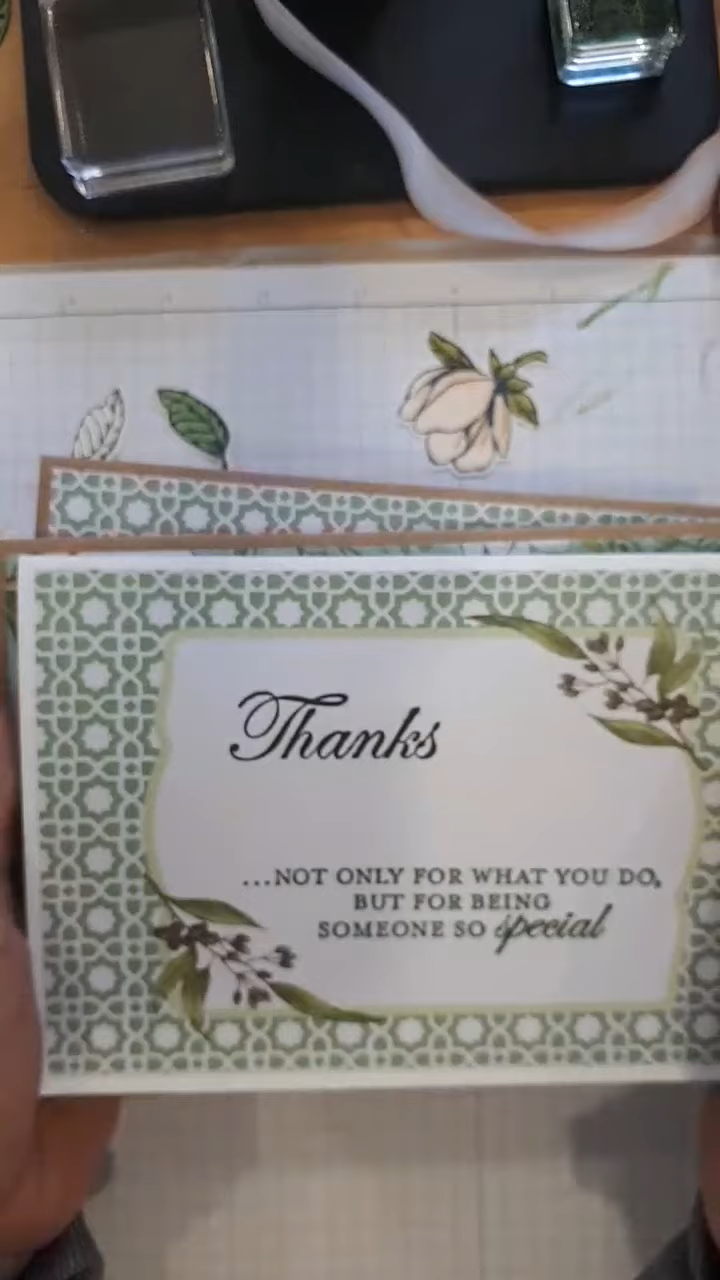 Thanks
...NOT ONLY FOR WHAT YOU DO,
BUT FOR BEING
SOMEONE SO special